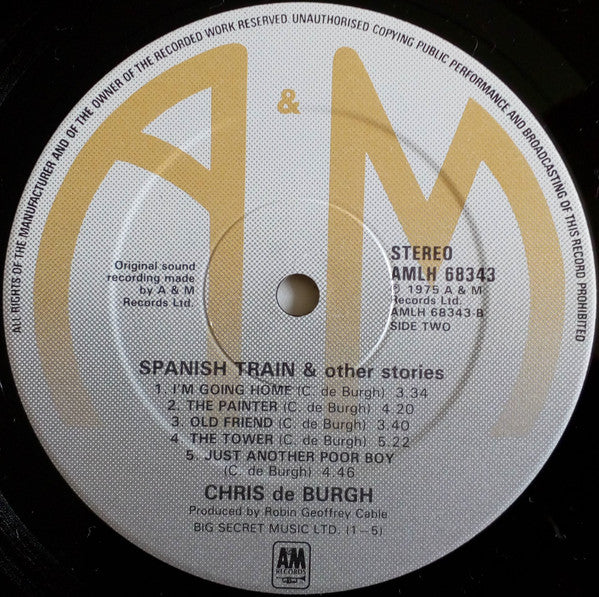 ALL RIGHTS OF THE MANUFACTURER AND OF THE OWNER OF THE RECORDED WORK RESERVED. UNAUTHORISED COPYING PUBLIC PERFORMANCE AND BROADCASTING OF THIS RECORD PROHIBITED
A & M
Original sound
recording made
by A & M
Records Ltd.
STEREO
AMLH 68343
℗ 1975 A & M
Records Ltd.
AMLH 68343-B
SIDE TWO
SPANISH TRAIN & other stories
1. I'M GOING HOME (C. de Burgh) 3.34
2. THE PAINTER (C. de Burgh) 4.20
3. OLD FRIEND (C. de Burgh) 3.40
4. THE TOWER (C. de Burgh) 5.22
5. JUST ANOTHER POOR BOY
(C. de Burgh) 4.46
CHRIS de BURGH
Produced by Robin Geoffrey Cable
BIG SECRET MUSIC LTD. (1–5)
AM
RECORDS